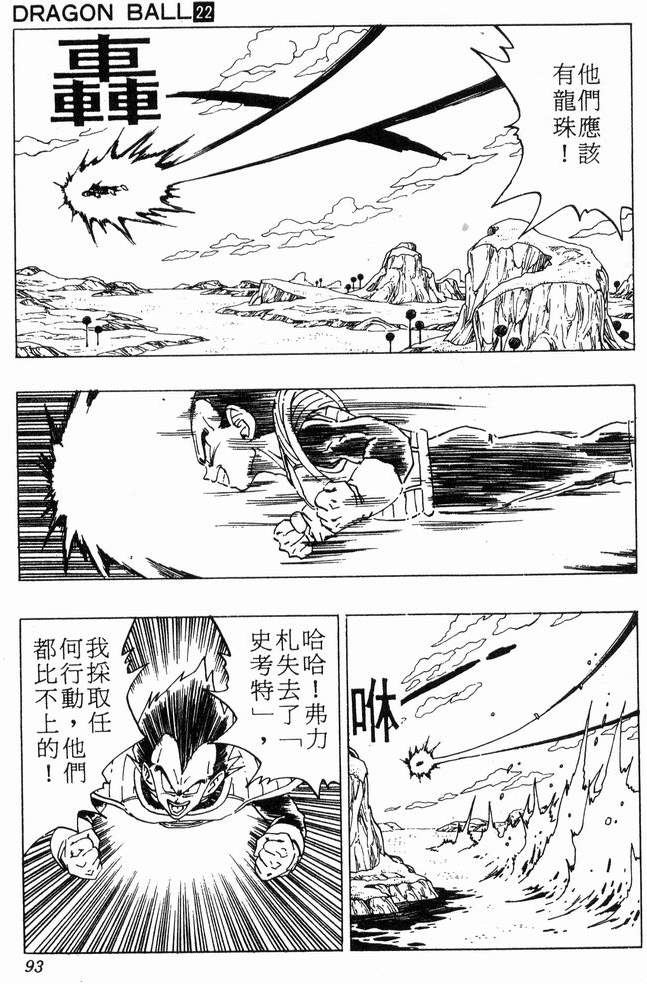 DRAGON BALL 22
他們應該
有龍珠！
轟
咻
哈哈！弗力
札失去了「
史考特」，
我採取任
何行動，他們
都比不上的！
93